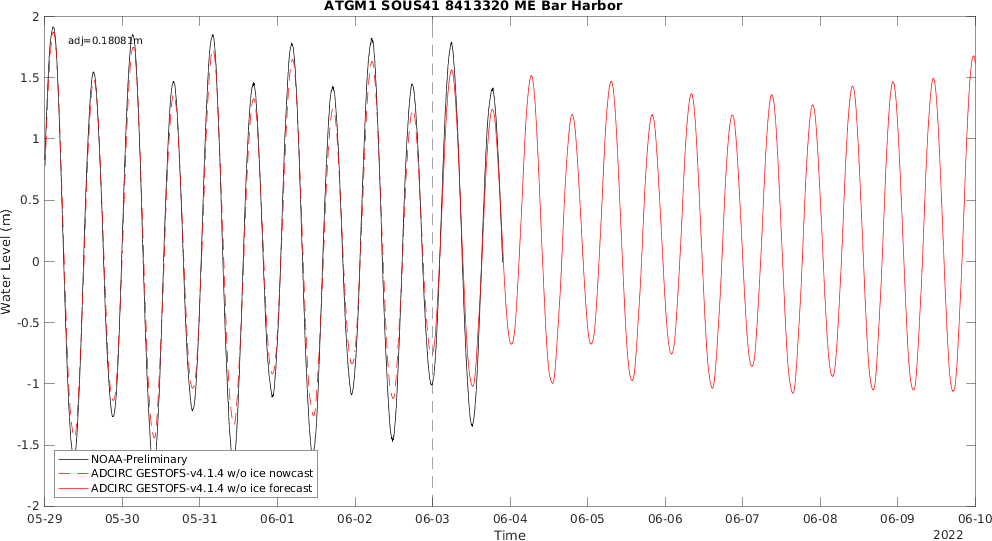 ATGM1 SOUS41 8413320 ME Bar Harbor
adj=0.18081m
Water Level (m)
2
1.5
1
0.5
0
-0.5
-1
-1.5
-2
NOAA-Preliminary
ADCIRC GESTOFS-v4.1.4 w/o ice nowcast
ADCIRC GESTOFS-v4.1.4 w/o ice forecast
05-29 05-30 05-31 06-01 06-02 06-03 06-04 06-05 06-06 06-07 06-08 06-09 06-10
Time
2022